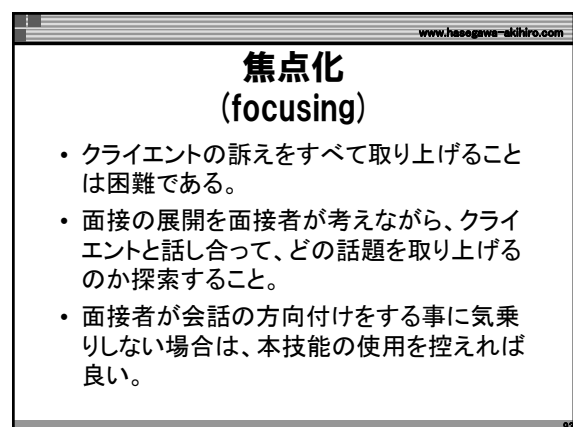 www.hasegawa-akihiro.com
焦点化
(focusing)
• クライエントの訴えをすべて取り上げること
は困難である。
• 面接の展開を面接者が考えながら、クライ
エントと話し合って、どの話題を取り上げる
のか探索すること。
• 面接者が会話の方向付けをする事に気乗
りしない場合は、本技能の使用を控えれば
良い。